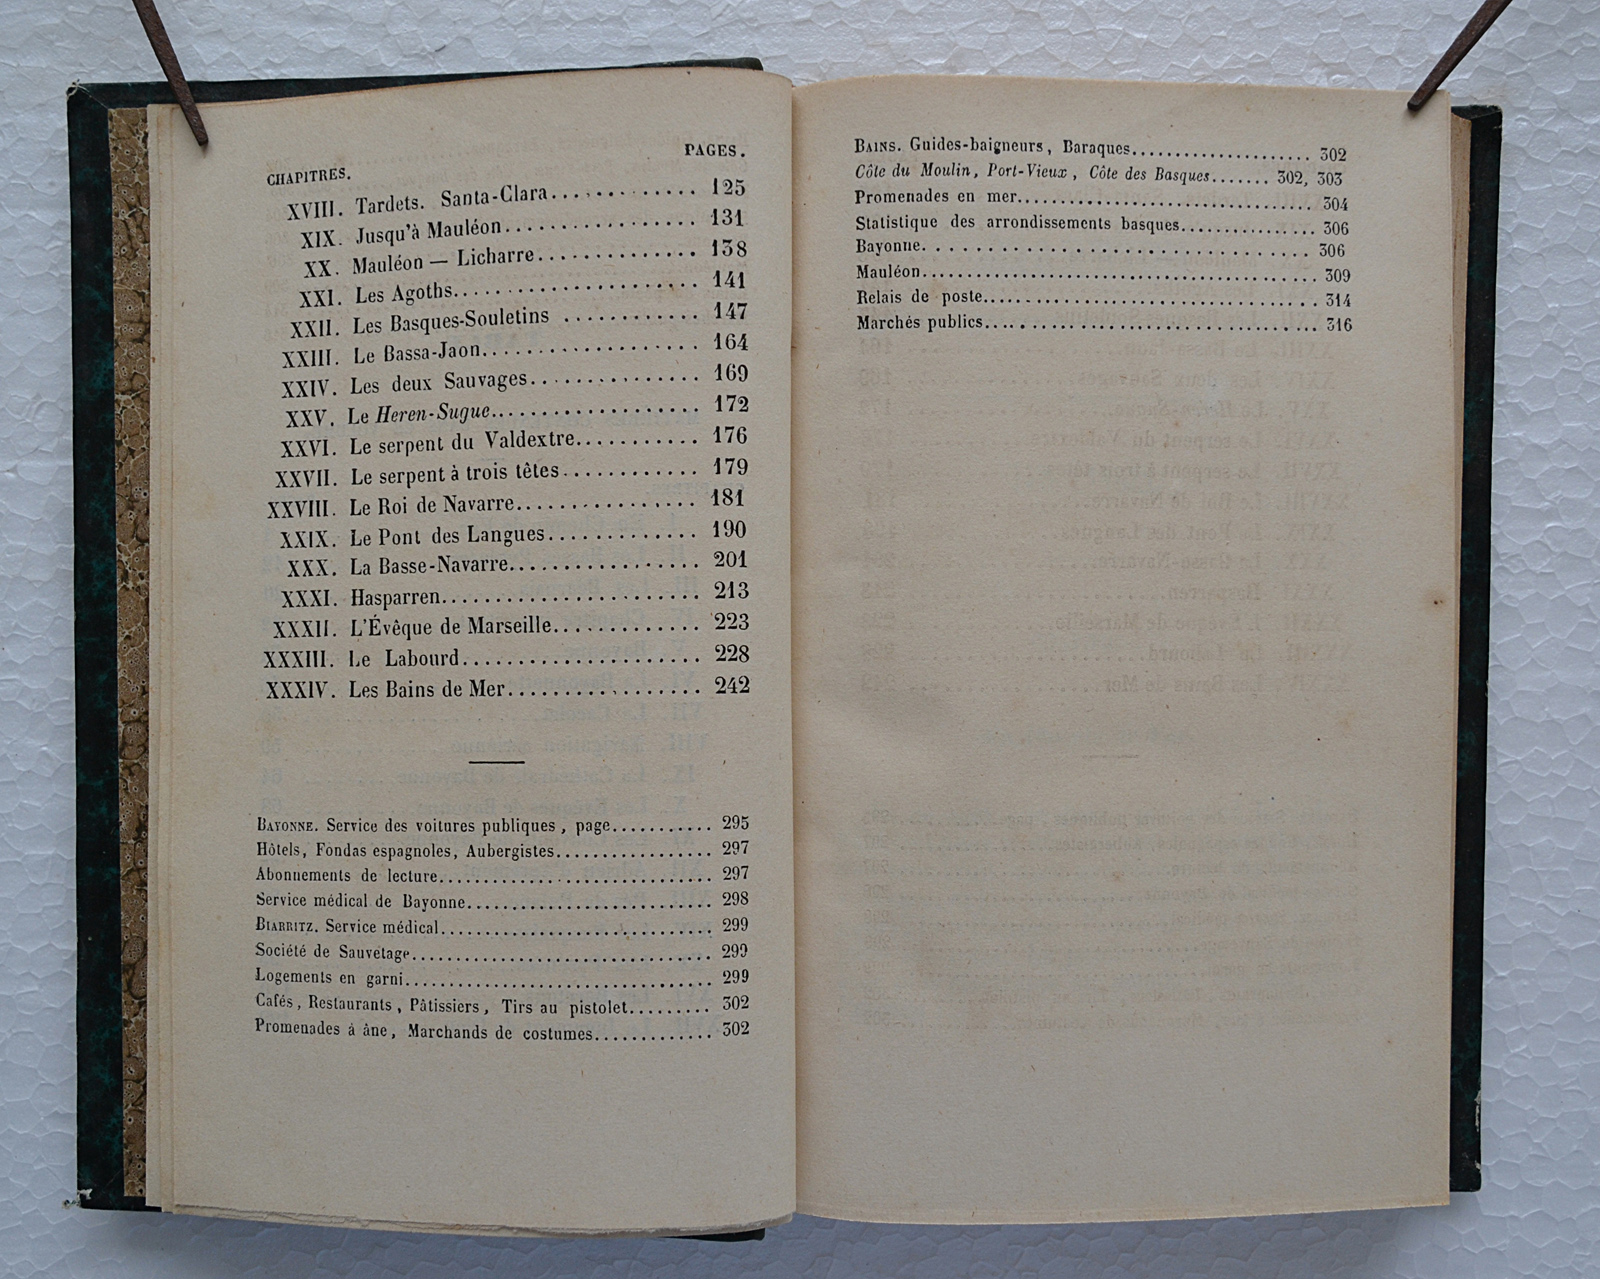 CHAPITRES. PAGES.
XVIII. Tardets. Santa-Clara.............. 125
XIX. Jusqu'à Mauléon................. 131
XX. Mauléon — Licharre.............. 138
XXI. Les Agoths..................... 141
XXII. Les Basques-Souletins ............ 147
XXIII. Le Bassa-Jaon................... 164
XXIV. Les deux Sauvages............... 169
XXV. Le Heren-Sugue.................. 172
XXVI. Le serpent du Valdextre........... 176
XXVII. Le serpent à trois têtes............ 179
XXVIII. Le Roi de Navarre................ 181
XXIX. Le Pont des Langues............. 190
XXX. La Basse-Navarre................ 201
XXXI. Hasparren...................... 213
XXXII. L'Évêque de Marseille............. 223
XXXIII. Le Labourd..................... 228
XXXIV. Les Bains de Mer................ 242
BAYONNE. Service des voitures publiques, page........... 295
Hôtels, Fondas espagnoles, Aubergistes................. 297
Abonnements de lecture............................. 297
Service médical de Bayonne.......................... 298
BIARRITZ. Service médical............................. 299
Société de Sauvetage................................ 299
Logements en garni................................. 299
Cafés, Restaurants, Pâtissiers, Tirs au pistolet......... 302
Promenades à âne, Marchands de costumes............. 302
BAINS. Guides-baigneurs, Baraques...................... 302
Côte du Moulin, Port-Vieux, Côte des Basques....... 302, 303
Promenades en mer................................... 304
Statistique des arrondissements basques................ 306
Bayonne. ......................................... 306
Mauléon........................................... 309
Relais de poste..................................... 314
Marchés publics..................................... 316